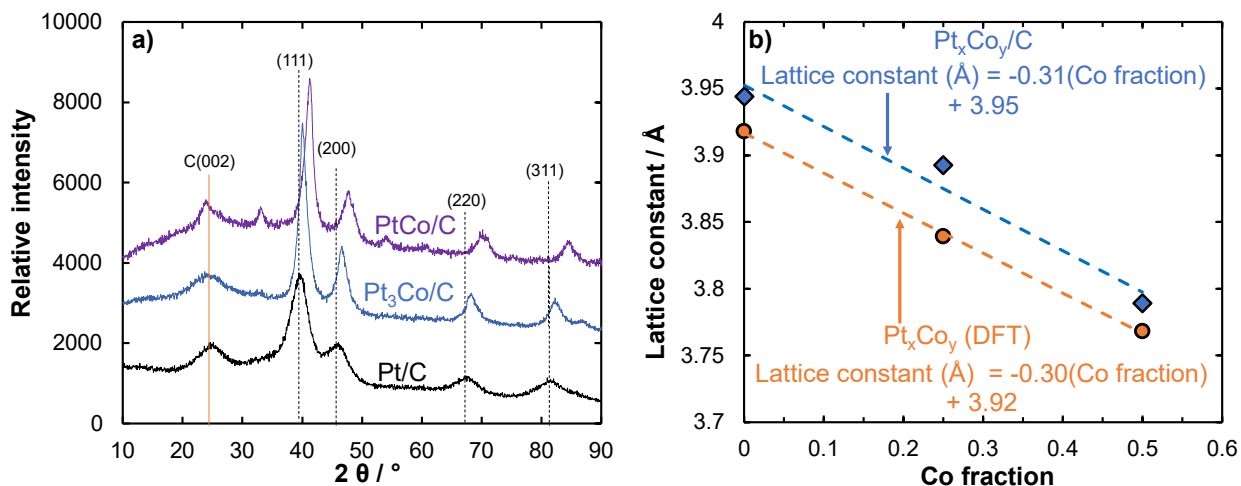 a)
Relative intensity
10000
8000
6000
4000
2000
0
C(002)
(111)
(200)
(220)
(311)
PtCo/C
Pt₃Co/C
Pt/C
10 20 30 40 50 60 70 80 90
2 θ / °
b)
Lattice constant / Å
4
3.95
3.9
3.85
3.8
3.75
3.7
PtₓCoᵧ/C
Lattice constant (Å) = -0.31(Co fraction)
+ 3.95
PtₓCoᵧ (DFT)
Lattice constant (Å) = -0.30(Co fraction)
+ 3.92
0 0.1 0.2 0.3 0.4 0.5 0.6
Co fraction